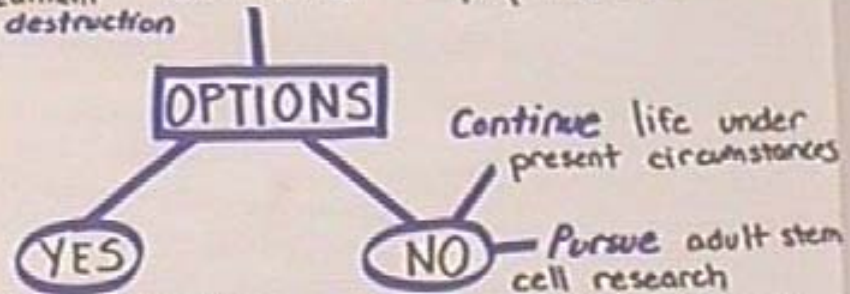 destruction
OPTIONS
Continue life under
present circumstances
YES
NO
Pursue adult stem
cell research